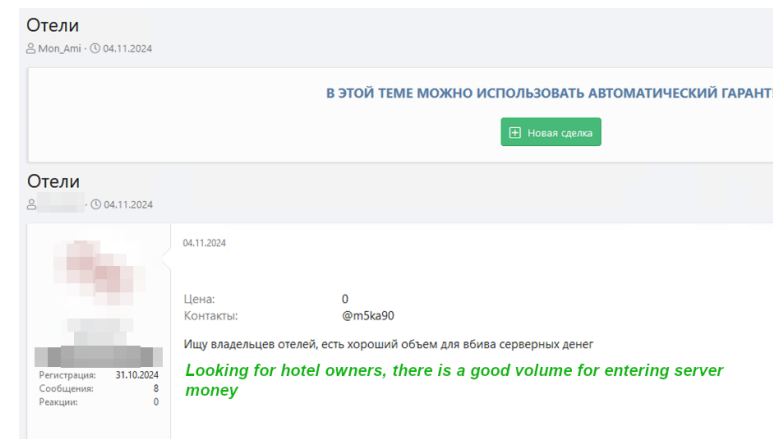 Отели
Mon_Ami · 04.11.2024
В ЭТОЙ ТЕМЕ МОЖНО ИСПОЛЬЗОВАТЬ АВТОМАТИЧЕСКИЙ ГАРАНТ!
Новая сделка
Отели
· 04.11.2024
04.11.2024
Цена: 0
Контакты: @m5ka90
Ищу владельцев отелей, есть хороший объем для вбива серверных денег
Looking for hotel owners, there is a good volume for entering server
money
Регистрация: 31.10.2024
Сообщения: 8
Реакции: 0